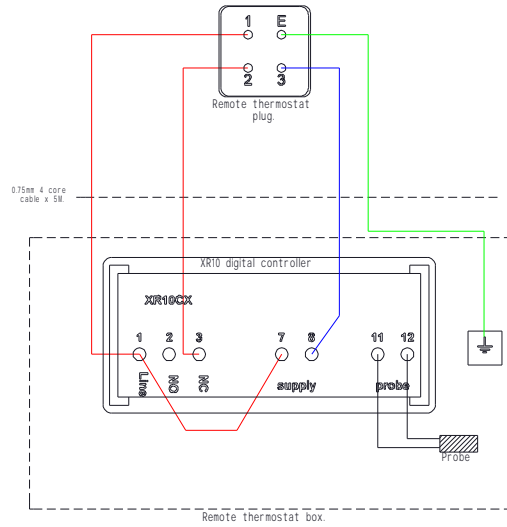 1 E
2 3
Remote thermostat
plug.
0.75mm 4 core
cable x 5M.
XR10 digital controller
XR10CX
1 2 3 7 8 11 12
Line NO NC supply probe
Probe
Remote thermostat box.